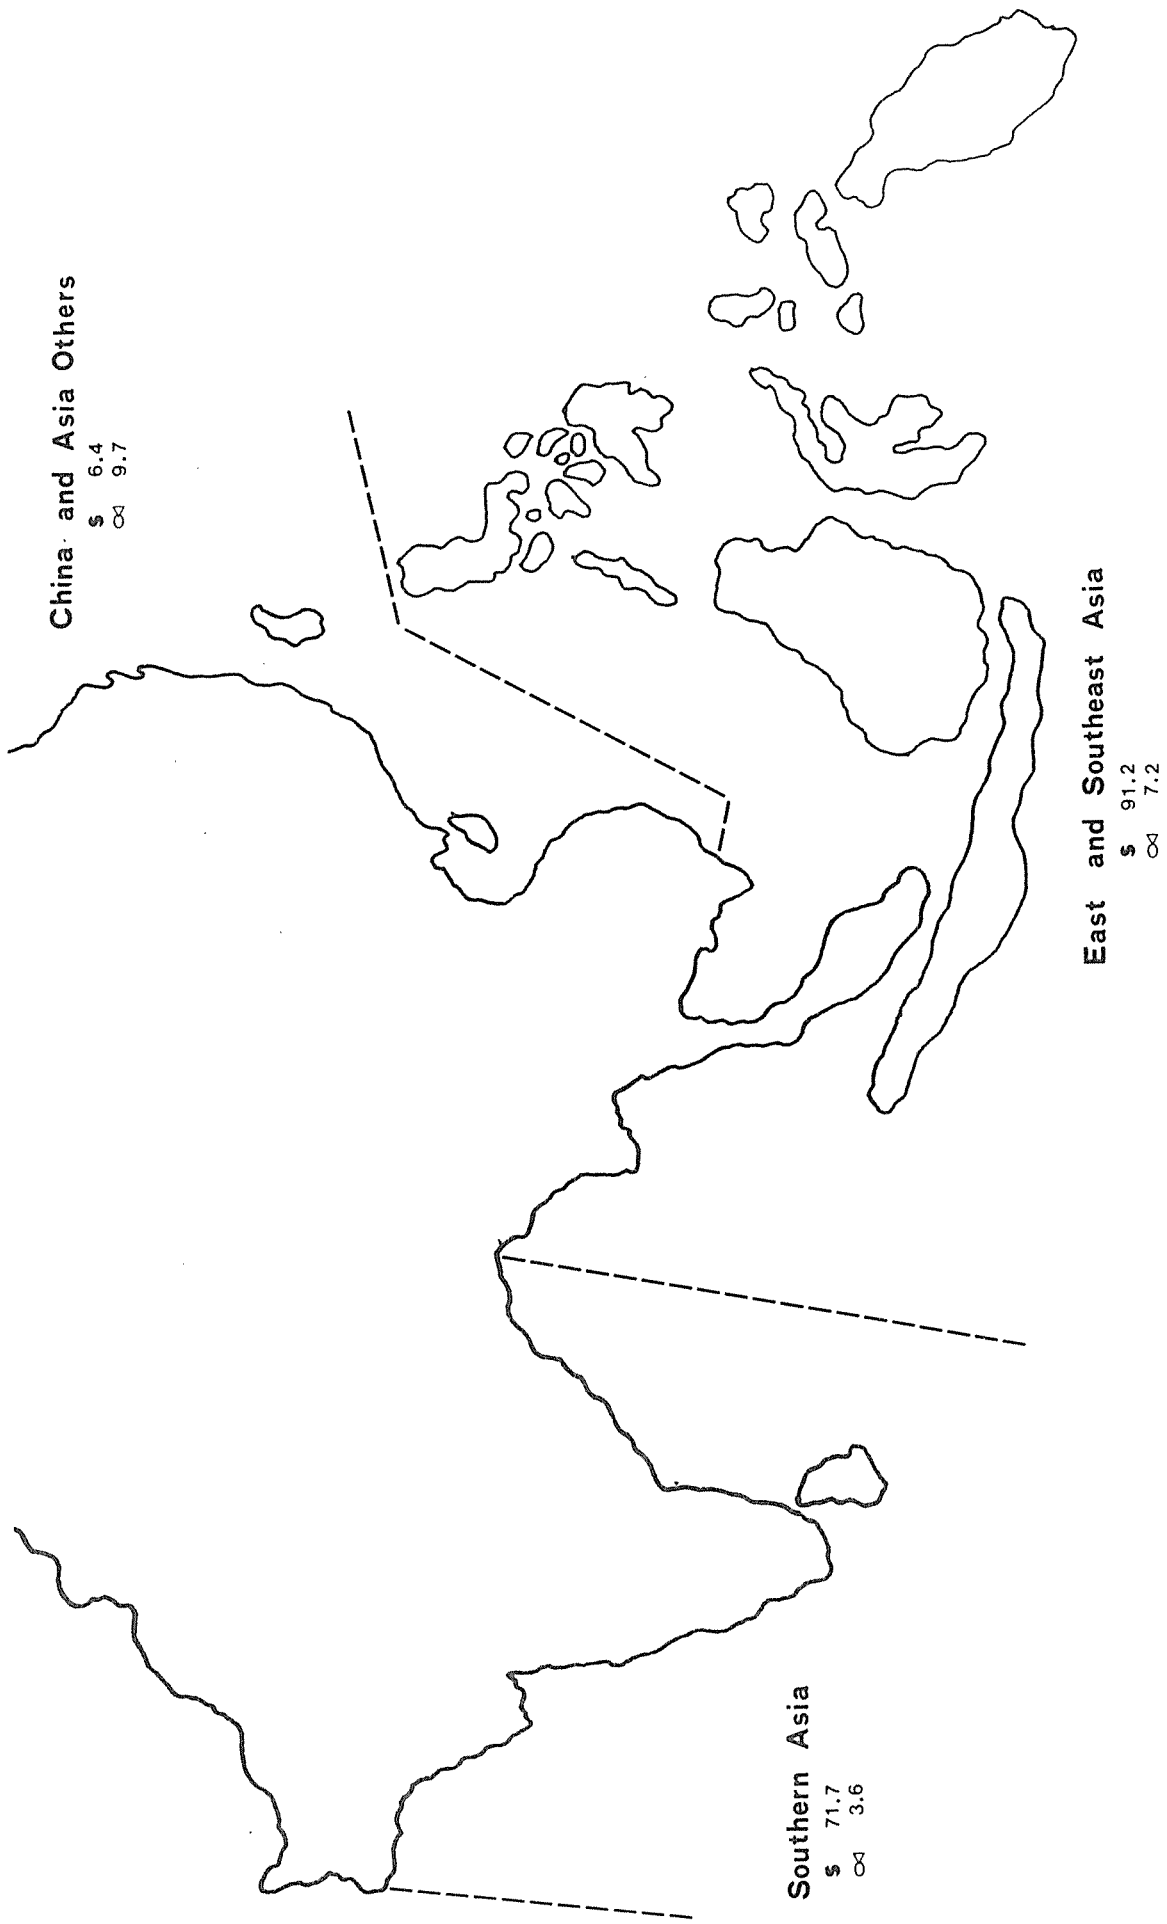 China and Asia Others
$ 6.4
9.7
Southern Asia
$ 71.7
3.6
East and Southeast Asia
$ 91.2
7.2